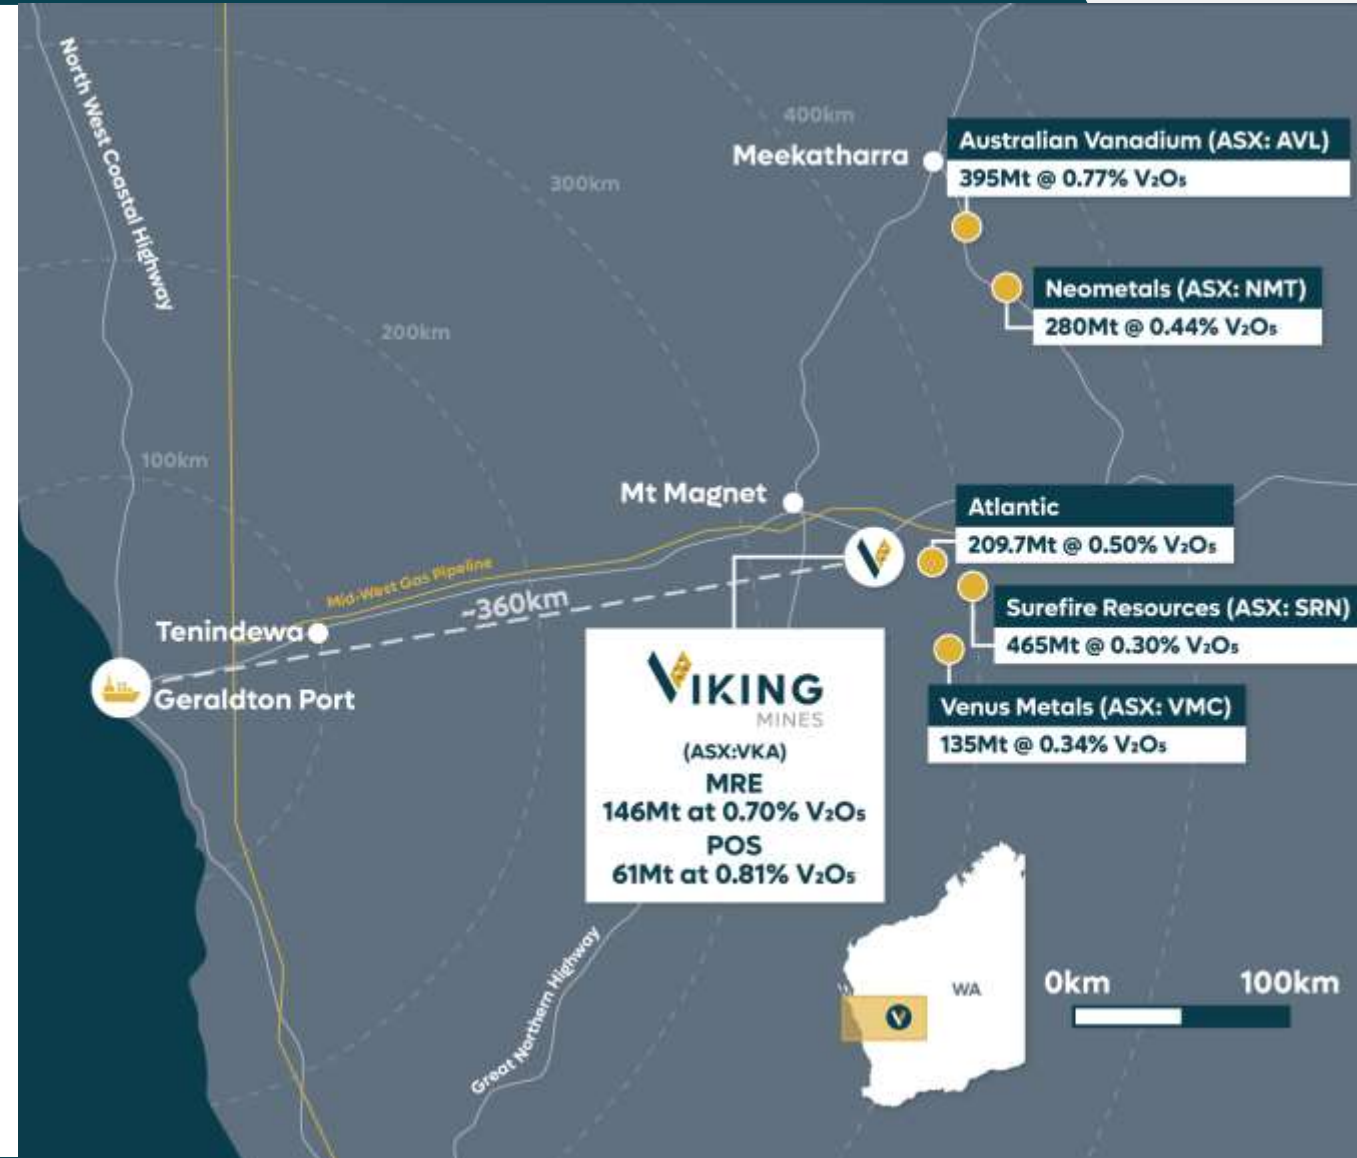 North West Coastal Highway
400km
Meekatharra
Australian Vanadium (ASX: AVL)
395Mt @ 0.77% V₂O₅
300km
Neometals (ASX: NMT)
280Mt @ 0.44% V₂O₅
200km
100km
Mt Magnet
Atlantic
209.7Mt @ 0.50% V₂O₅
Mid-West Gas Pipeline
~360km
Surefire Resources (ASX: SRN)
465Mt @ 0.30% V₂O₅
Tenindewa
Geraldton Port
Venus Metals (ASX: VMC)
135Mt @ 0.34% V₂O₅
VIKING
MINES
(ASX:VKA)
MRE
146Mt at 0.70% V₂O₅
POS
61Mt at 0.81% V₂O₅
Great Northern Highway
WA
0km 100km